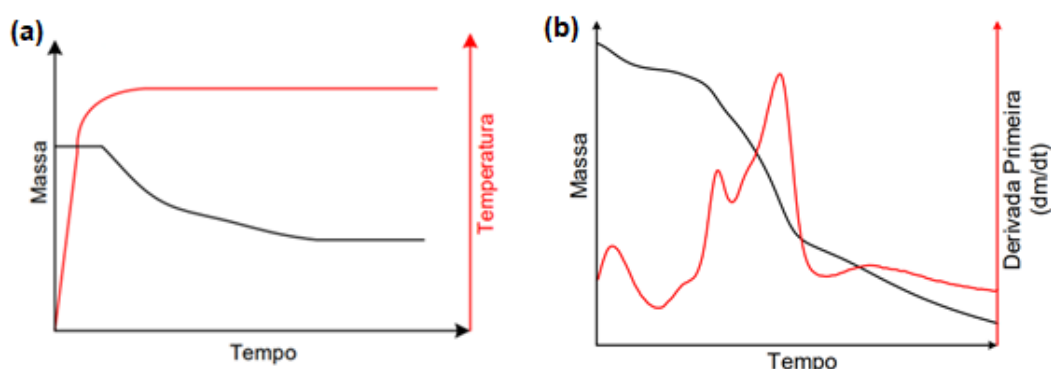 (a)
Massa
Temperatura
Tempo
(b)
Massa
Derivada Primeira
(dm/dt)
Tempo